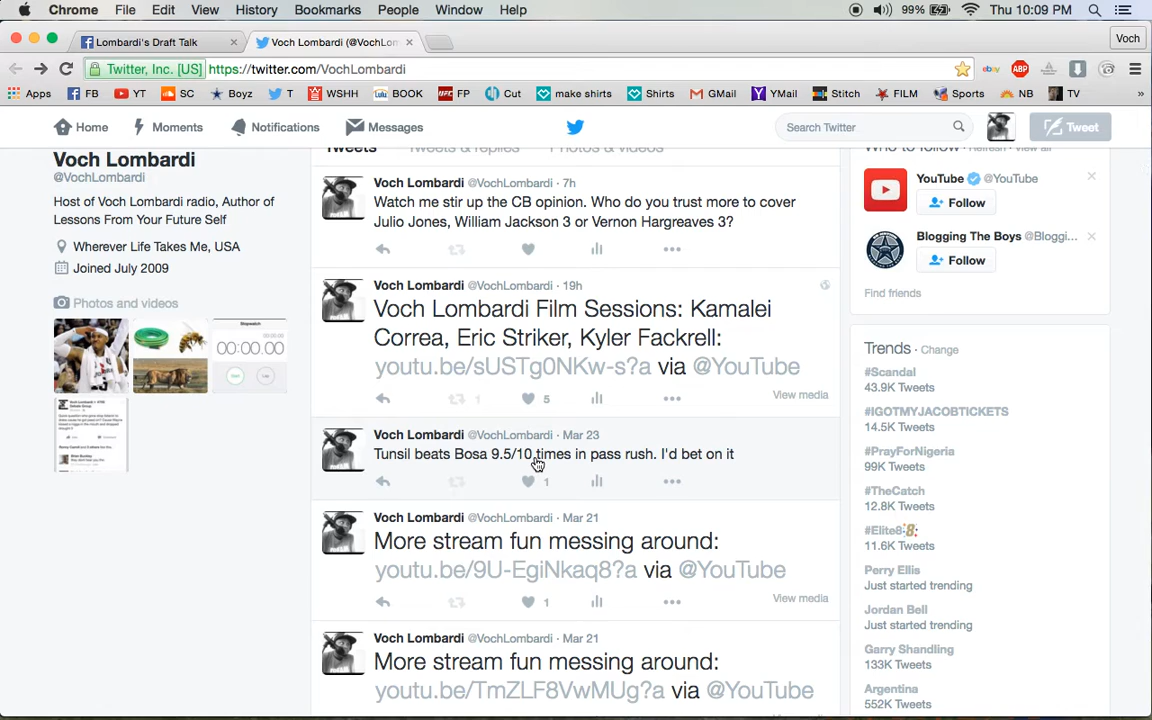 Chrome File Edit View History Bookmarks People Window Help 99% Thu 10:09 PM
Lombardi's Draft Talk Voch Lombardi (@VochLom Voch
Twitter, Inc. [US] https://twitter.com/VochLombardi
Apps FB YT SC Boyz T WSHH BOOK FP Cut make shirts Shirts GMail YMail Stitch FILM Sports NB TV »
Home Moments Notifications Messages Search Twitter Tweet
Voch Lombardi
@VochLombardi
Host of Voch Lombardi radio, Author of
Lessons From Your Future Self
Wherever Life Takes Me, USA
Joined July 2009
Photos and videos
00:00.00
Tweets Tweets & replies Photos & videos
Voch Lombardi @VochLombardi · 7h
Watch me stir up the CB opinion. Who do you trust more to cover
Julio Jones, William Jackson 3 or Vernon Hargreaves 3?
Voch Lombardi @VochLombardi · 19h
Voch Lombardi Film Sessions: Kamalei
Correa, Eric Striker, Kyler Fackrell:
youtu.be/sUSTg0NKw-s?a via @YouTube
1 5 View media
Voch Lombardi @VochLombardi · Mar 23
Tunsil beats Bosa 9.5/10 times in pass rush. I'd bet on it
1
Voch Lombardi @VochLombardi · Mar 21
More stream fun messing around:
youtu.be/9U-EgiNkaq8?a via @YouTube
1 View media
Voch Lombardi @VochLombardi · Mar 21
More stream fun messing around:
youtu.be/TmZLF8VwMUg?a via @YouTube
Who to follow · Refresh · View all
YouTube @YouTube
Follow
Blogging The Boys @Bloggi...
Follow
Find friends
Trends · Change
#Scandal
43.9K Tweets
#IGOTMYJACOBTICKETS
14.5K Tweets
#PrayForNigeria
99K Tweets
#TheCatch
12.8K Tweets
#Elite8
11.6K Tweets
Perry Ellis
Just started trending
Jordan Bell
Just started trending
Garry Shandling
133K Tweets
Argentina
552K Tweets